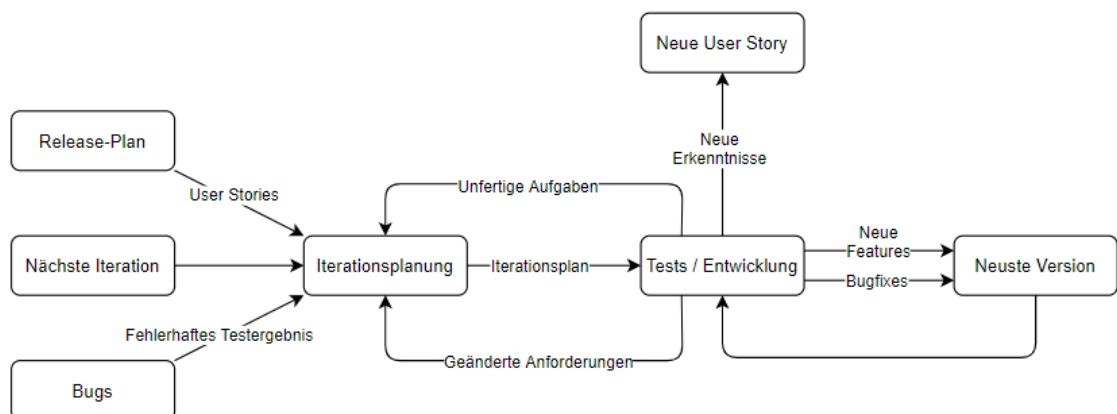 Neue User Story
Release-Plan
Neue
Erkenntnisse
User Stories
Unfertige Aufgaben
Nächste Iteration
Iterationsplanung
Iterationsplan
Tests / Entwicklung
Neue
Features
Bugfixes
Neuste Version
Fehlerhaftes Testergebnis
Geänderte Anforderungen
Bugs